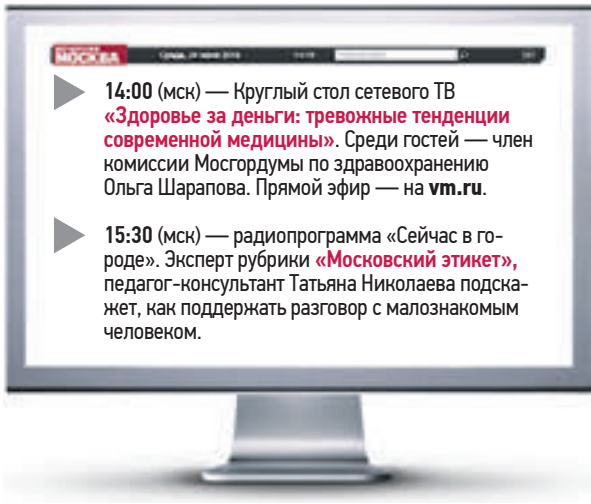 МОСКВА
14:00 (мск) — Круглый стол сетевого ТВ
«Здоровье за деньги: тревожные тенденции
современной медицины». Среди гостей — член
комиссии Мосгордумы по здравоохранению
Ольга Шарапова. Прямой эфир — на vm.ru.
15:30 (мск) — радиопрограмма «Сейчас в го-
роде». Эксперт рубрики «Московский этикет»,
педагог-консультант Татьяна Николаева подска-
жет, как поддержать разговор с малознакомым
человеком.